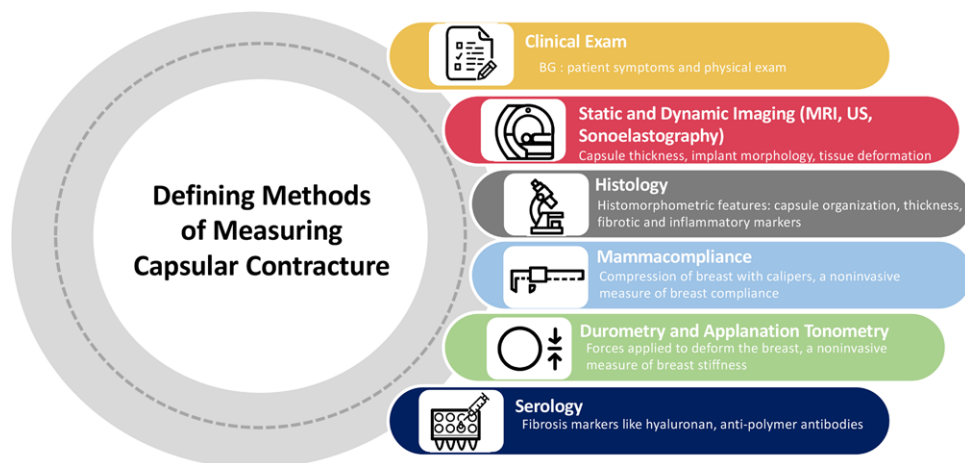 Defining Methods
of Measuring
Capsular Contracture
Clinical Exam
BG : patient symptoms and physical exam
Static and Dynamic Imaging (MRI, US,
Sonoelastography)
Capsule thickness, implant morphology, tissue deformation
Histology
Histomorphometric features: capsule organization, thickness,
fibrotic and inflammatory markers
Mammacompliance
Compression of breast with calipers, a noninvasive
measure of breast compliance
Durometry and Applanation Tonometry
Forces applied to deform the breast, a noninvasive
measure of breast stiffness
Serology
Fibrosis markers like hyaluronan, anti-polymer antibodies